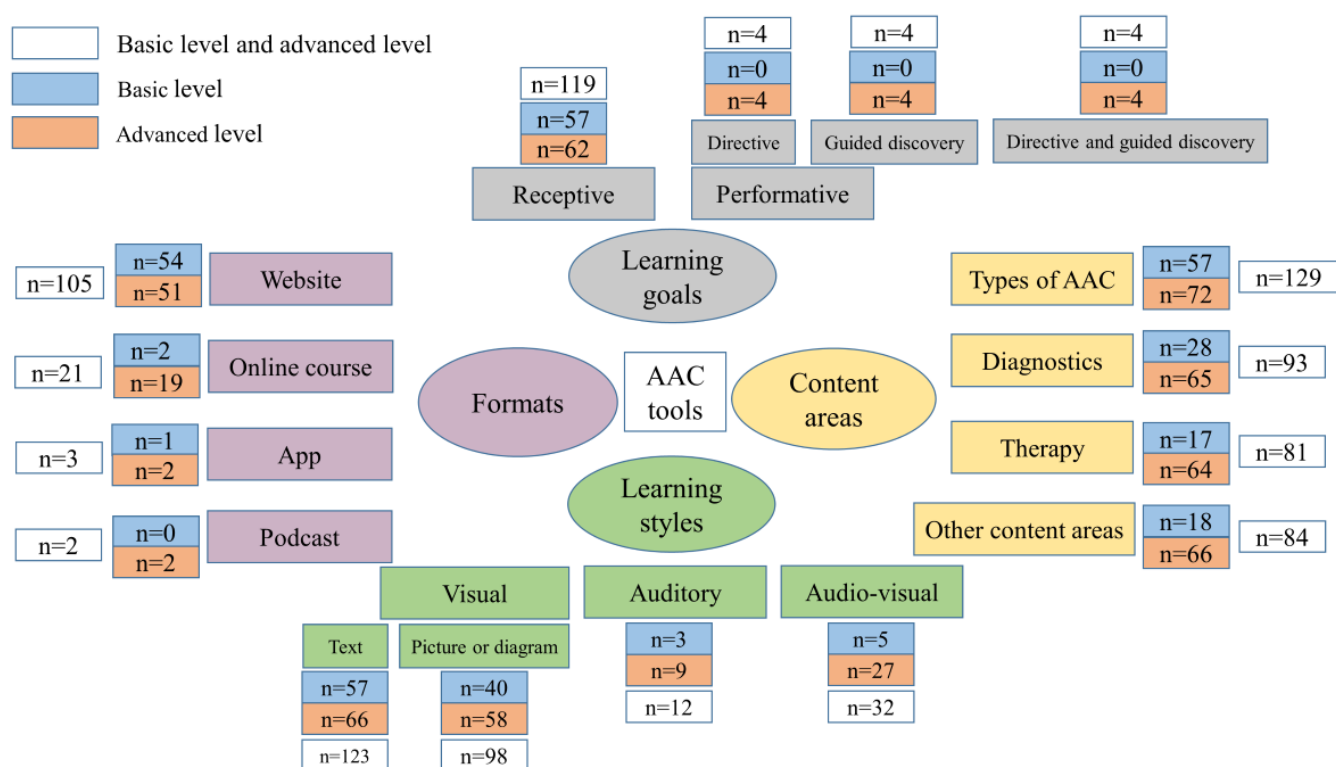 Basic level and advanced level
Basic level
Advanced level
n=119
n=57
n=62
Receptive
n=4
n=0
n=4
Directive
n=4
n=0
n=4
Guided discovery
n=4
n=0
n=4
Directive and guided discovery
Performative
Learning
goals
n=105
n=54
n=51
Website
n=21
n=2
n=19
Online course
n=3
n=1
n=2
App
n=2
n=0
n=2
Podcast
Formats
AAC
tools
Content
areas
Types of AAC
n=57
n=72
n=129
Diagnostics
n=28
n=65
n=93
Therapy
n=17
n=64
n=81
Other content areas
n=18
n=66
n=84
Learning
styles
Visual
Text
n=57
n=66
n=123
Picture or diagram
n=40
n=58
n=98
Auditory
n=3
n=9
n=12
Audio-visual
n=5
n=27
n=32